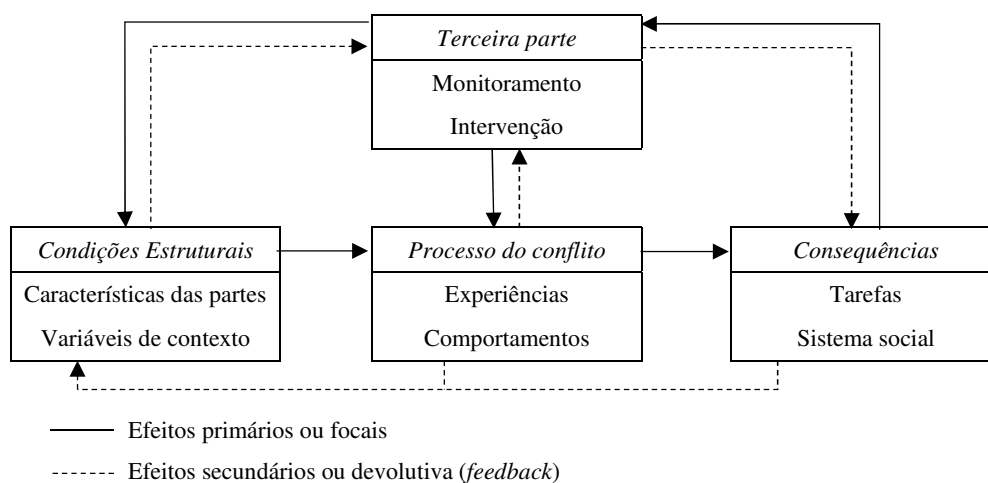 Terceira parte
Monitoramento
Intervenção
Condições Estruturais
Características das partes
Variáveis de contexto
Processo do conflito
Experiências
Comportamentos
Consequências
Tarefas
Sistema social
Efeitos primários ou focais
Efeitos secundários ou devolutiva (feedback)